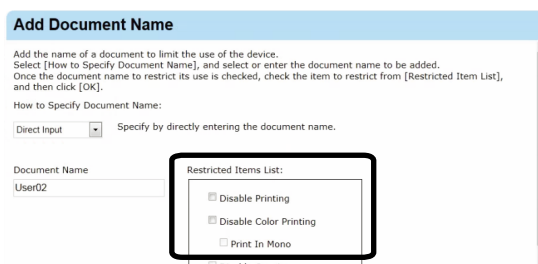 Add Document Name
Add the name of a document to limit the use of the device.
Select [How to Specify Document Name], and select or enter the document name to be added.
Once the document name to restrict its use is checked, check the item to restrict from [Restricted Item List],
and then click [OK].
How to Specify Document Name:
Direct Input Specify by directly entering the document name.
Document Name Restricted Items List:
User02
Disable Printing
Disable Color Printing
Print In Mono